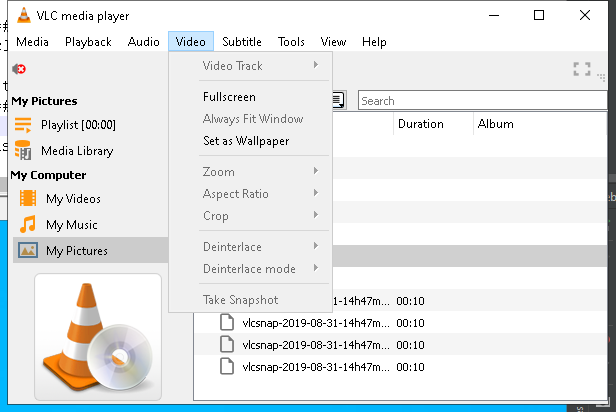 VLC media player
Media Playback Audio Video Subtitle Tools View Help
Video Track
Fullscreen
Always Fit Window
Set as Wallpaper
Zoom
Aspect Ratio
Crop
Deinterlace
Deinterlace mode
Take Snapshot
My Pictures
Playlist [00:00]
Media Library
My Computer
My Videos
My Music
My Pictures
Search
Duration Album
-31-14h47m... 00:10
vlcsnap-2019-08-31-14h47m... 00:10
vlcsnap-2019-08-31-14h47m... 00:10
vlcsnap-2019-08-31-14h47m... 00:10